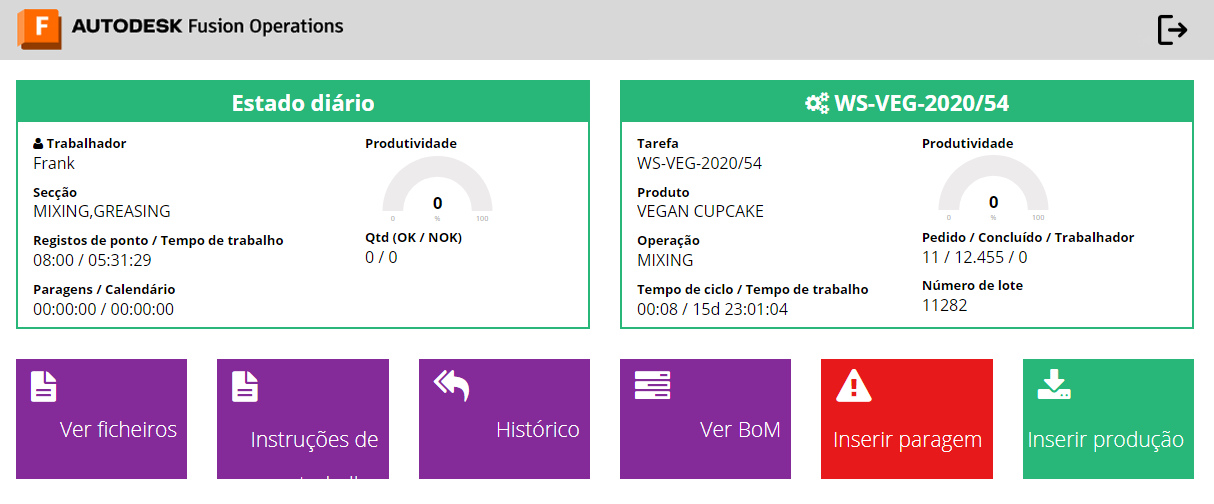 F AUTODESK Fusion Operations
Estado diário
Trabalhador
Frank
Secção
MIXING,GREASING
Registos de ponto / Tempo de trabalho
08:00 / 05:31:29
Paragens / Calendário
00:00:00 / 00:00:00
Produtividade
0
0 % 100
Qtd (OK / NOK)
0 / 0
WS-VEG-2020/54
Tarefa
WS-VEG-2020/54
Produto
VEGAN CUPCAKE
Operação
MIXING
Tempo de ciclo / Tempo de trabalho
00:08 / 15d 23:01:04
Produtividade
0
0 % 100
Pedido / Concluído / Trabalhador
11 / 12.455 / 0
Número de lote
11282
Ver ficheiros
Instruções de
Histórico
Ver BoM
Inserir paragem
Inserir produção